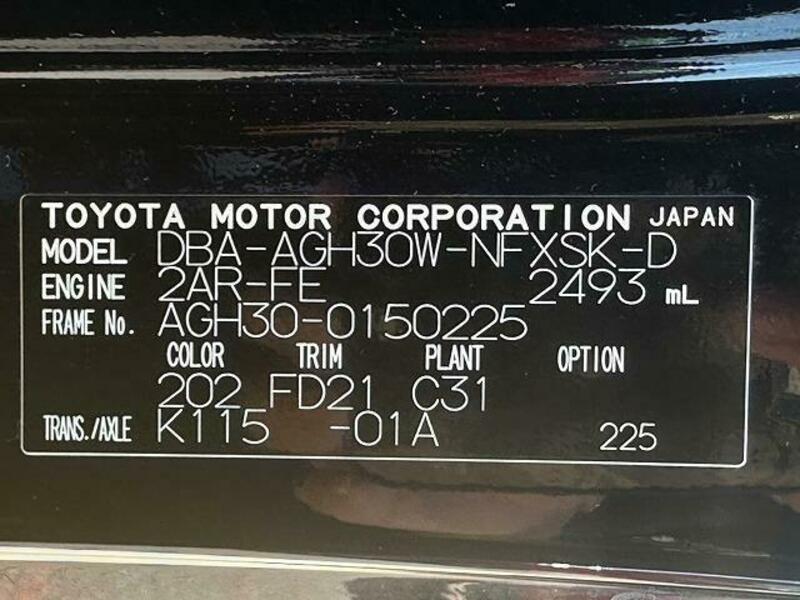 TOYOTA MOTOR CORPORATION JAPAN
MODEL DBA-AGH30W-NFXSK-D
ENGINE 2AR-FE 2493 mL
FRAME No. AGH30-0150225
COLOR TRIM PLANT OPTION
202 FD21 C31
TRANS./AXLE K115 -01A 225